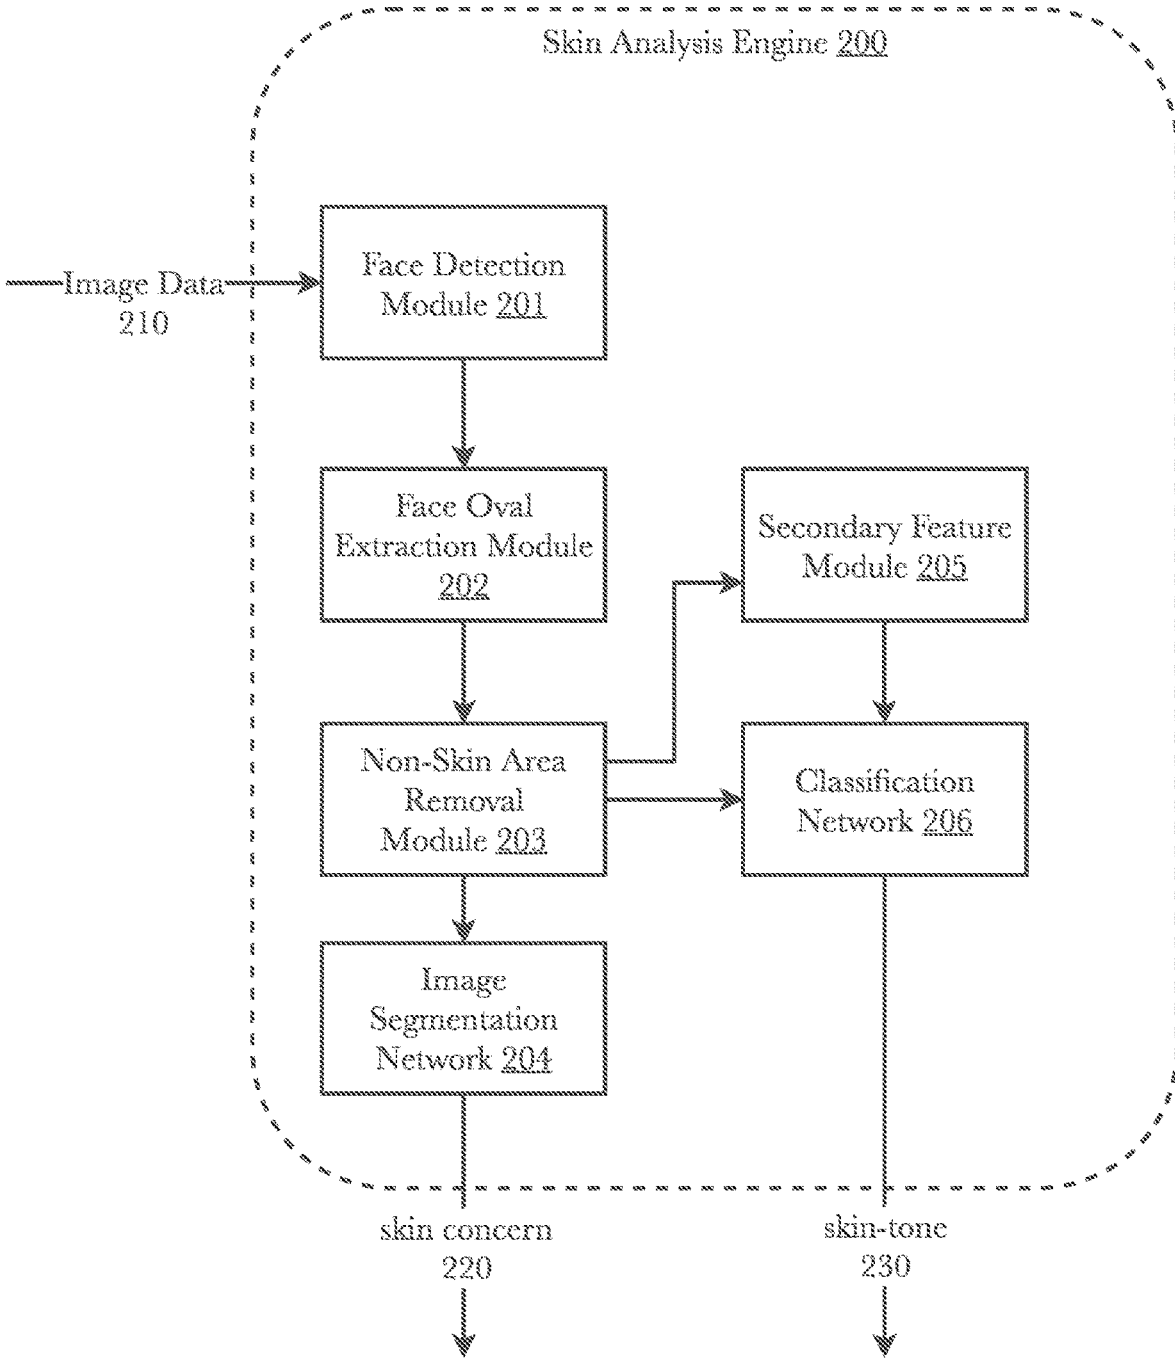 Skin Analysis Engine 200
Image Data
210
Face Detection
Module 201
Face Oval
Extraction Module
202
Secondary Feature
Module 205
Non-Skin Area
Removal
Module 203
Classification
Network 206
Image
Segmentation
Network 204
skin concern
220
skin-tone
230